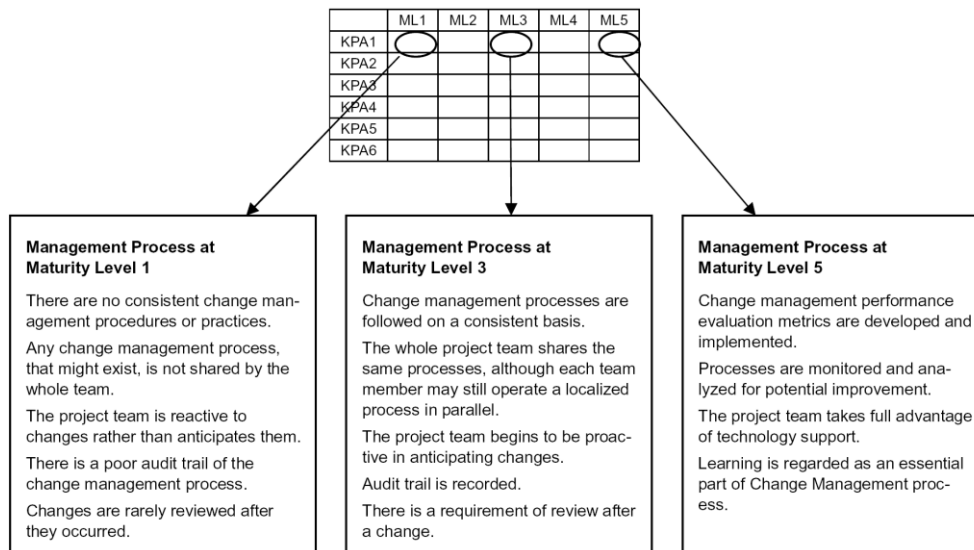 ML1 ML2 ML3 ML4 ML5
KPA1
KPA2
KPA3
KPA4
KPA5
KPA6
Management Process at
Maturity Level 1
There are no consistent change man-
agement procedures or practices.
Any change management process,
that might exist, is not shared by the
whole team.
The project team is reactive to
changes rather than anticipates them.
There is a poor audit trail of the
change management process.
Changes are rarely reviewed after
they occurred.
Management Process at
Maturity Level 3
Change management processes are
followed on a consistent basis.
The whole project team shares the
same processes, although each team
member may still operate a localized
process in parallel.
The project team begins to be proac-
tive in anticipating changes.
Audit trail is recorded.
There is a requirement of review after
a change.
Management Process at
Maturity Level 5
Change management performance
evaluation metrics are developed and
implemented.
Processes are monitored and ana-
lyzed for potential improvement.
The project team takes full advantage
of technology support.
Learning is regarded as an essential
part of Change Management proc-
ess.